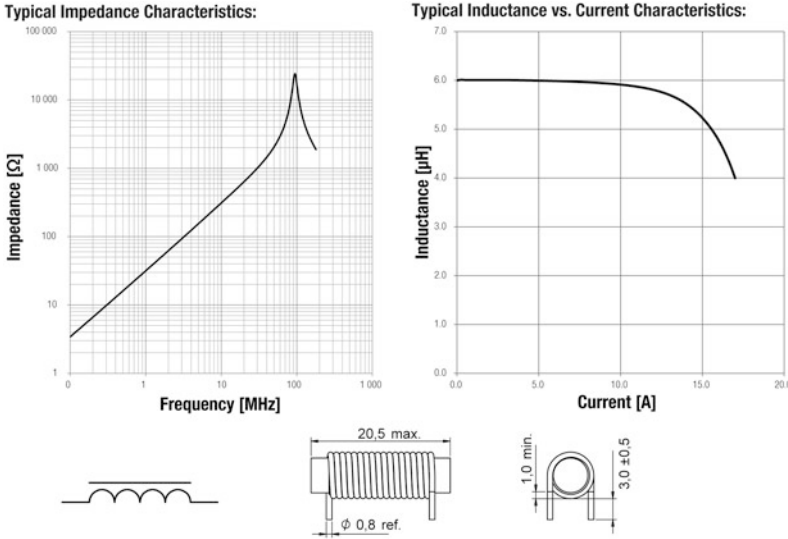 Typical Impedance Characteristics:
100 000
10 000
1 000
100
10
1
Impedance [Ω]
0 1 10 100 1 000
Frequency [MHz]
Typical Inductance vs. Current Characteristics:
7.0
6.0
5.0
4.0
3.0
2.0
1.0
0.0
Inductance [µH]
0.0 5.0 10.0 15.0 20.0
Current [A]
20,5 max.
ϕ 0,8 ref.
1,0 min.
3,0 ±0,5